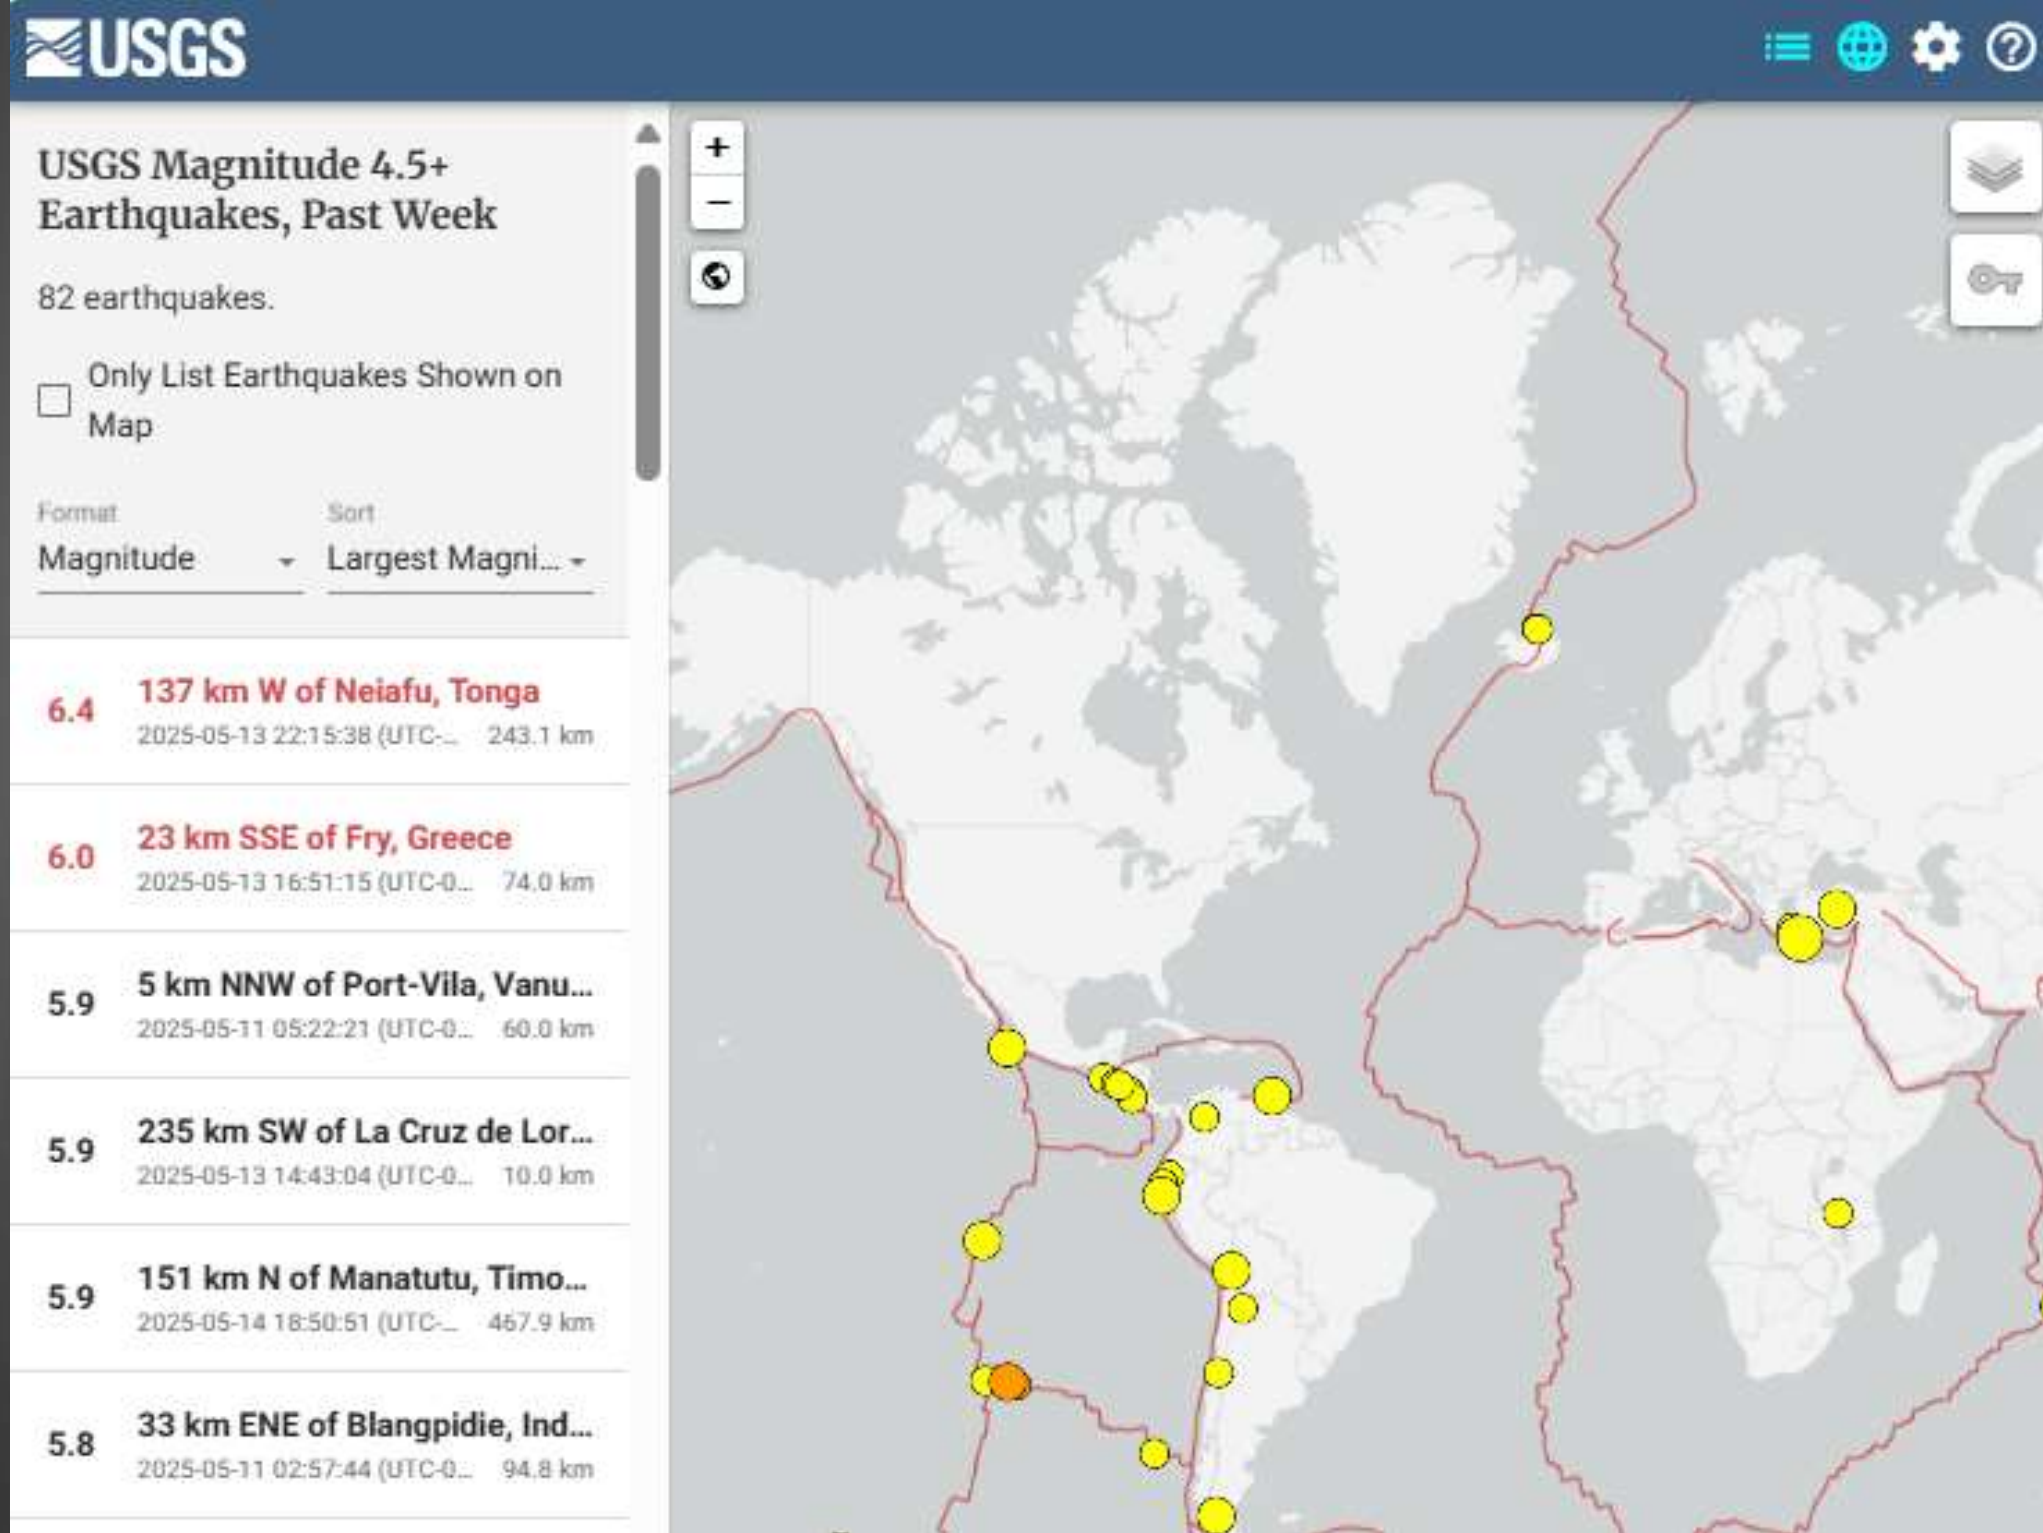 USGS
USGS Magnitude 4.5+
Earthquakes, Past Week
82 earthquakes.
Only List Earthquakes Shown on
Map
Format
Sort
Magnitude
Largest Magni...
6.4
137 km W of Neiafu, Tonga
2025-05-13 22:15:38 (UTC-... 243.1 km
6.0
23 km SSE of Fry, Greece
2025-05-13 16:51:15 (UTC-0... 74.0 km
5.9
5 km NNW of Port-Vila, Vanu...
2025-05-11 05:22:21 (UTC-0... 60.0 km
5.9
235 km SW of La Cruz de Lor...
2025-05-13 14:43:04 (UTC-0... 10.0 km
5.9
151 km N of Manatutu, Timo...
2025-05-14 18:50:51 (UTC-... 467.9 km
5.8
33 km ENE of Blangpidie, Ind...
2025-05-11 02:57:44 (UTC-0... 94.8 km
+
−